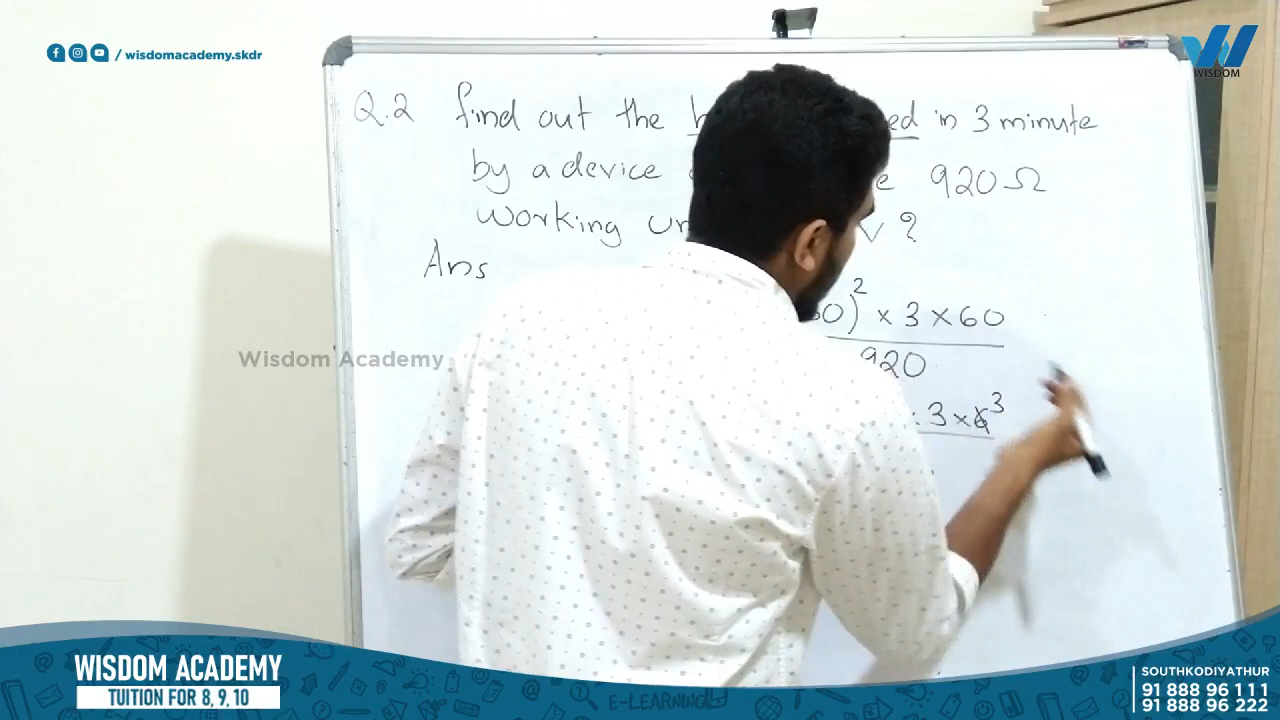 / wisdomacademy.skdr
WISDOM
Q.2 find out the in 3 minute
by a device 920 Ω
working V ?
Ans
)² × 3 × 60
920
3 × 6 3
Wisdom Academy
WISDOM ACADEMY
TUITION FOR 8, 9, 10
E-LEARNING
SOUTHKODIYATHUR
91 888 96 111
91 888 96 222